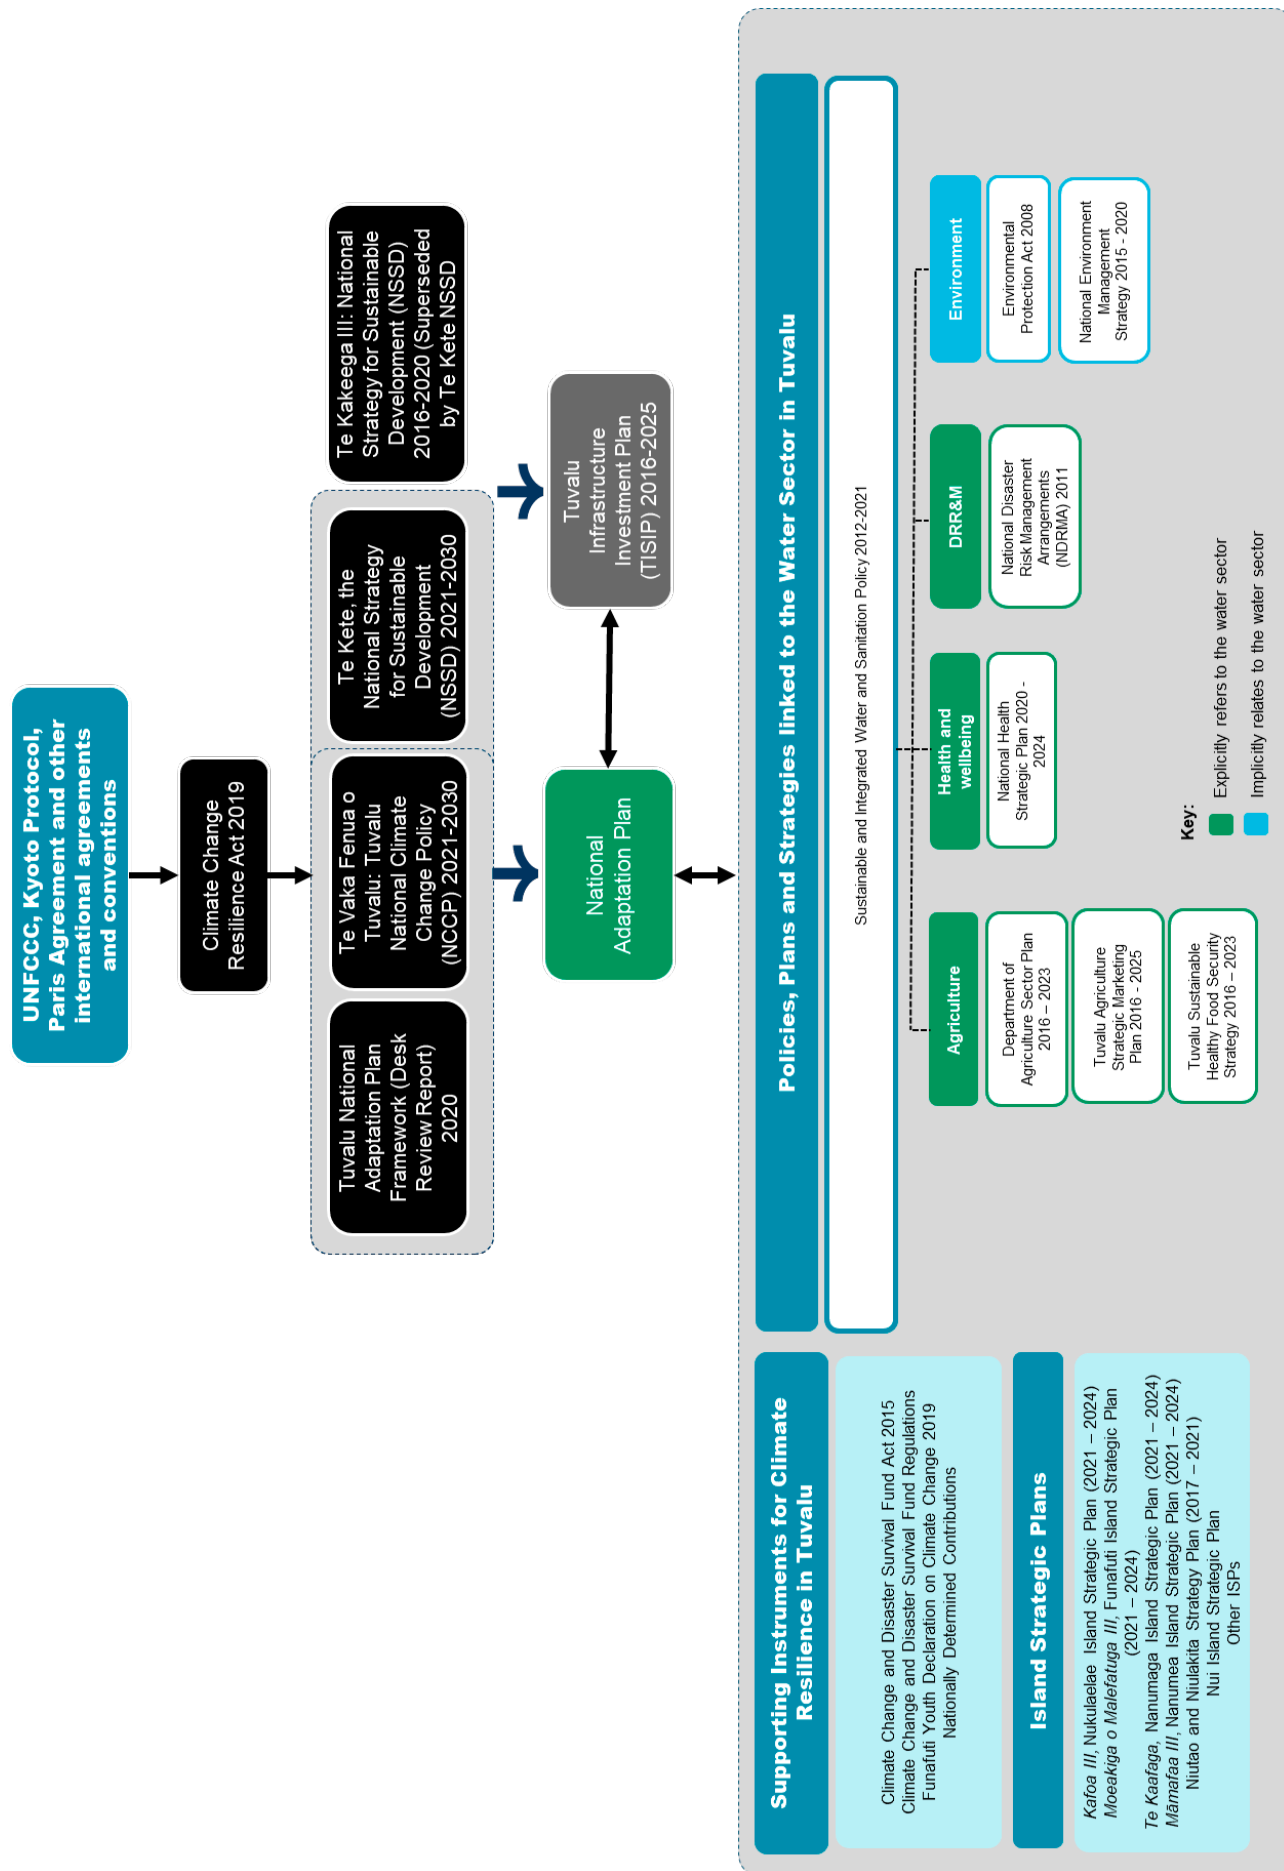 UNFCCC, Kyoto Protocol,
Paris Agreement and other
international agreements
and conventions
Climate Change
Resilience Act 2019
Tuvalu National
Adaptation Plan
Framework (Desk
Review Report)
2020
Te Vaka Fenua o
Tuvalu: Tuvalu
National Climate
Change Policy
(NCCP) 2021-2030
Te Kete, the
National Strategy
for Sustainable
Development
(NSSD) 2021-2030
Te Kakeega III: National
Strategy for Sustainable
Development (NSSD)
2016-2020 (Superseded
by Te Kete NSSD
National
Adaptation Plan
Tuvalu
Infrastructure
Investment Plan
(TISIP) 2016-2025
Supporting Instruments for Climate
Resilience in Tuvalu
Climate Change and Disaster Survival Fund Act 2015
Climate Change and Disaster Survival Fund Regulations
Funafuti Youth Declaration on Climate Change 2019
Nationally Determined Contributions
Island Strategic Plans
Kafoa III, Nukulaelae Island Strategic Plan (2021 – 2024)
Moeakiga o Malefatuga III, Funafuti Island Strategic Plan
(2021 – 2024)
Te Kaafaga, Nanumaga Island Strategic Plan (2021 – 2024)
Māmafaa III, Nanumea Island Strategic Plan (2021 – 2024)
Niutao and Niulakita Strategy Plan (2017 – 2021)
Nui Island Strategic Plan
Other ISPs
Policies, Plans and Strategies linked to the Water Sector in Tuvalu
Sustainable and Integrated Water and Sanitation Policy 2012-2021
Agriculture
Department of
Agriculture Sector Plan
2016 – 2023
Tuvalu Agriculture
Strategic Marketing
Plan 2016 - 2025
Tuvalu Sustainable
Healthy Food Security
Strategy 2016 – 2023
Health and
wellbeing
National Health
Strategic Plan 2020 -
2024
DRR&M
National Disaster
Risk Management
Arrangements
(NDRMA) 2011
Environment
Environmental
Protection Act 2008
National Environment
Management
Strategy 2015 - 2020
Key:
Explicitly refers to the water sector
Implicitly relates to the water sector